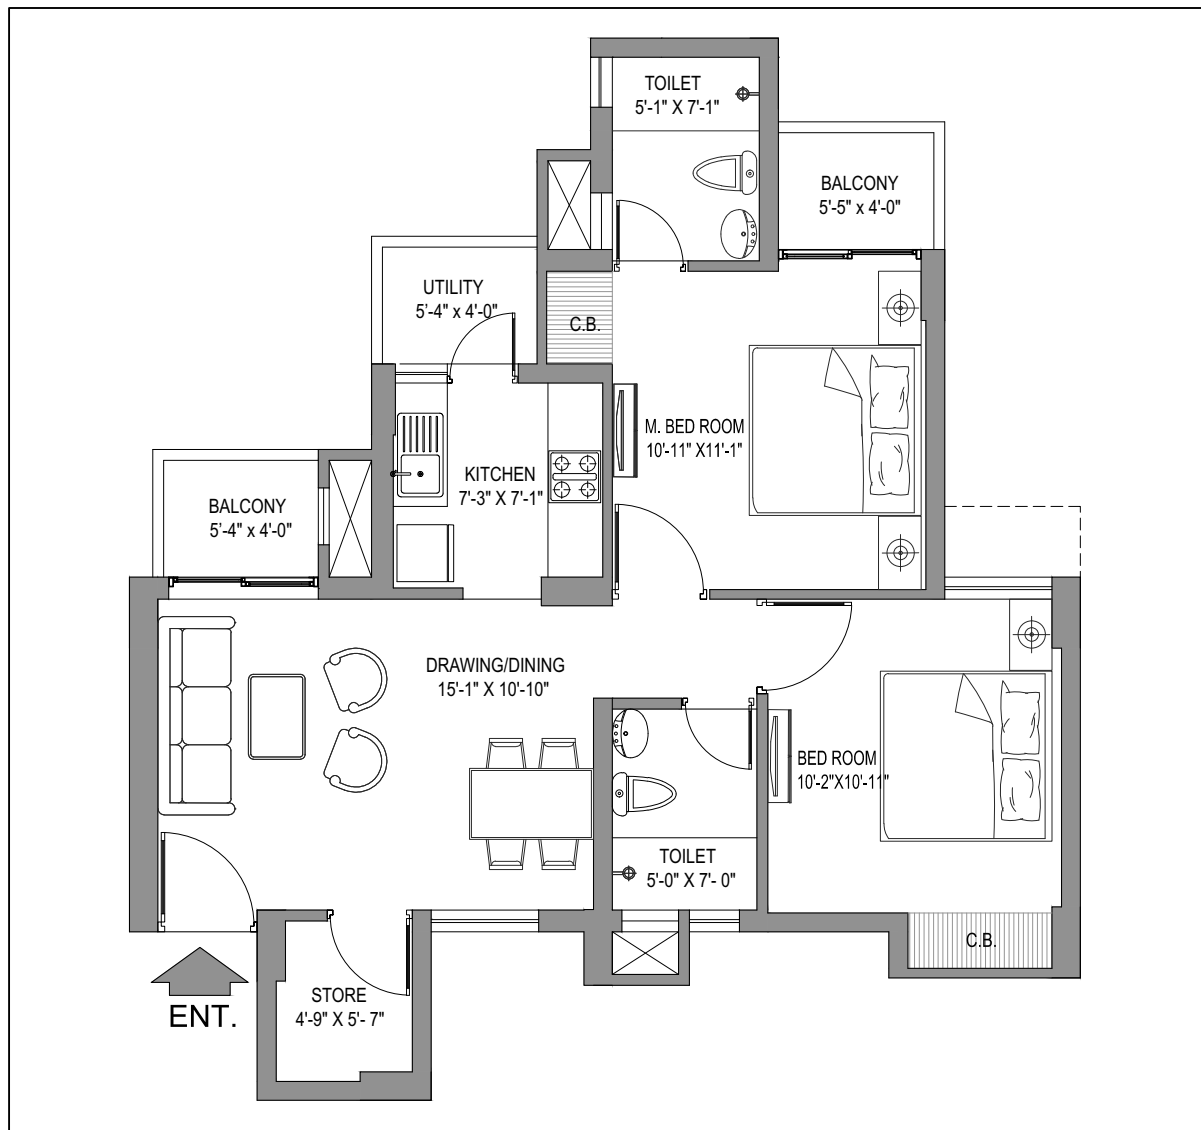 TOILET
5'-1" X 7'-1"
BALCONY
5'-5" x 4'-0"
UTILITY
5'-4" x 4'-0"
C.B.
M. BED ROOM
10'-11" X11'-1"
KITCHEN
7'-3" X 7'-1"
BALCONY
5'-4" x 4'-0"
DRAWING/DINING
15'-1" X 10'-10"
BED ROOM
10'-2"X10'-11"
TOILET
5'-0" X 7'- 0"
C.B.
STORE
4'-9" X 5'- 7"
ENT.